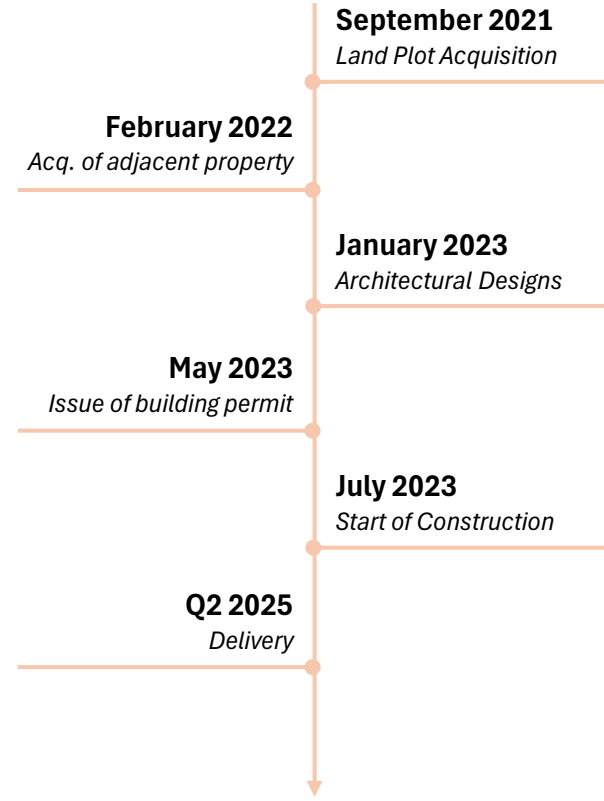 September 2021
Land Plot Acquisition
February 2022
Acq. of adjacent property
January 2023
Architectural Designs
May 2023
Issue of building permit
July 2023
Start of Construction
Q2 2025
Delivery